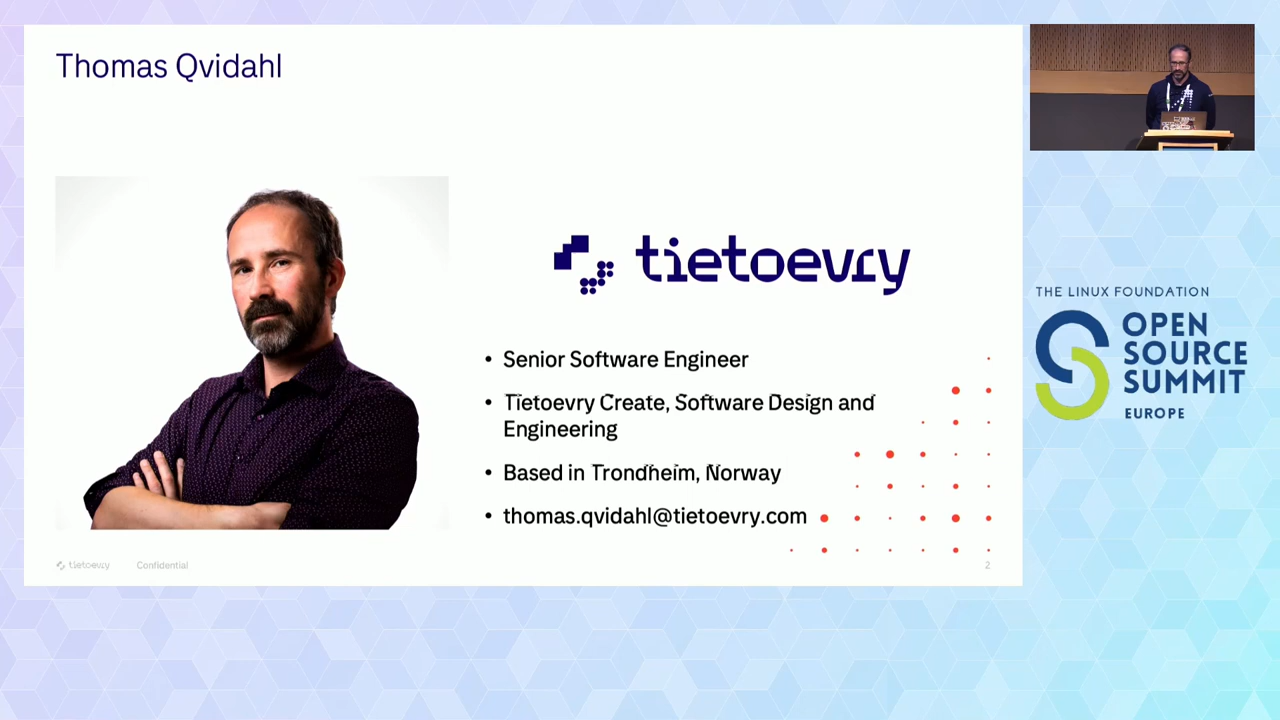 Thomas Qvidahl
tietoevry
• Senior Software Engineer
• Tietoevry Create, Software Design and
Engineering
• Based in Trondheim, Norway
• thomas.qvidahl@tietoevry.com
tietoevry Confidential 2
THE LINUX FOUNDATION
OPEN
SOURCE
SUMMIT
EUROPE